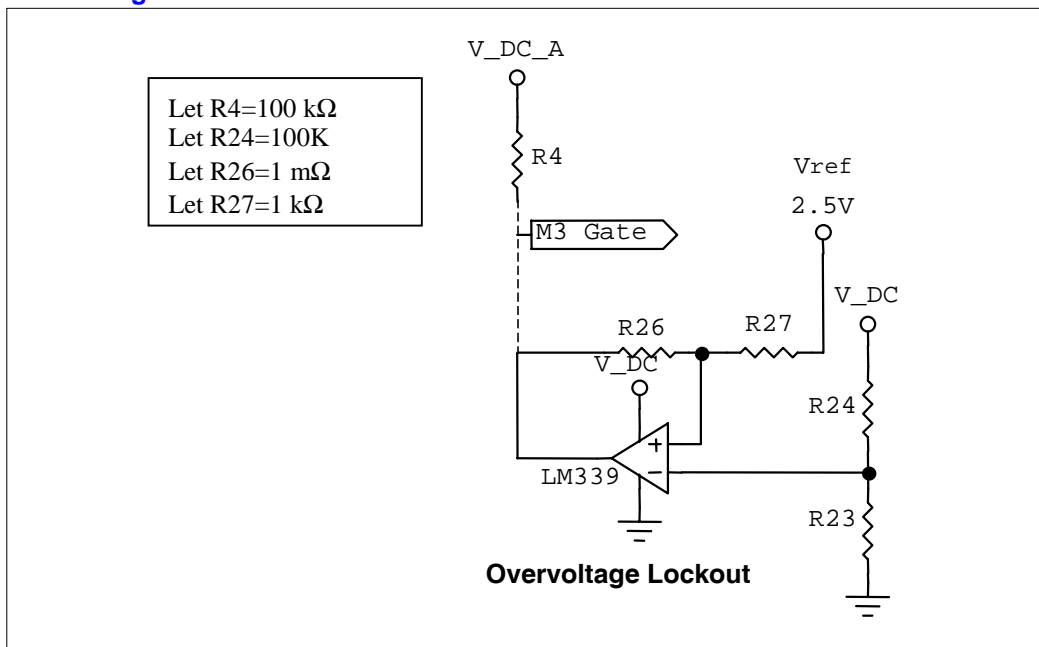 V_DC_A
Let R4=100 kΩ
Let R24=100K
Let R26=1 mΩ
Let R27=1 kΩ
R4
Vref
2.5V
M3 Gate
V_DC
R26
R27
V_DC
R24
+
−
LM339
R23
Overvoltage Lockout